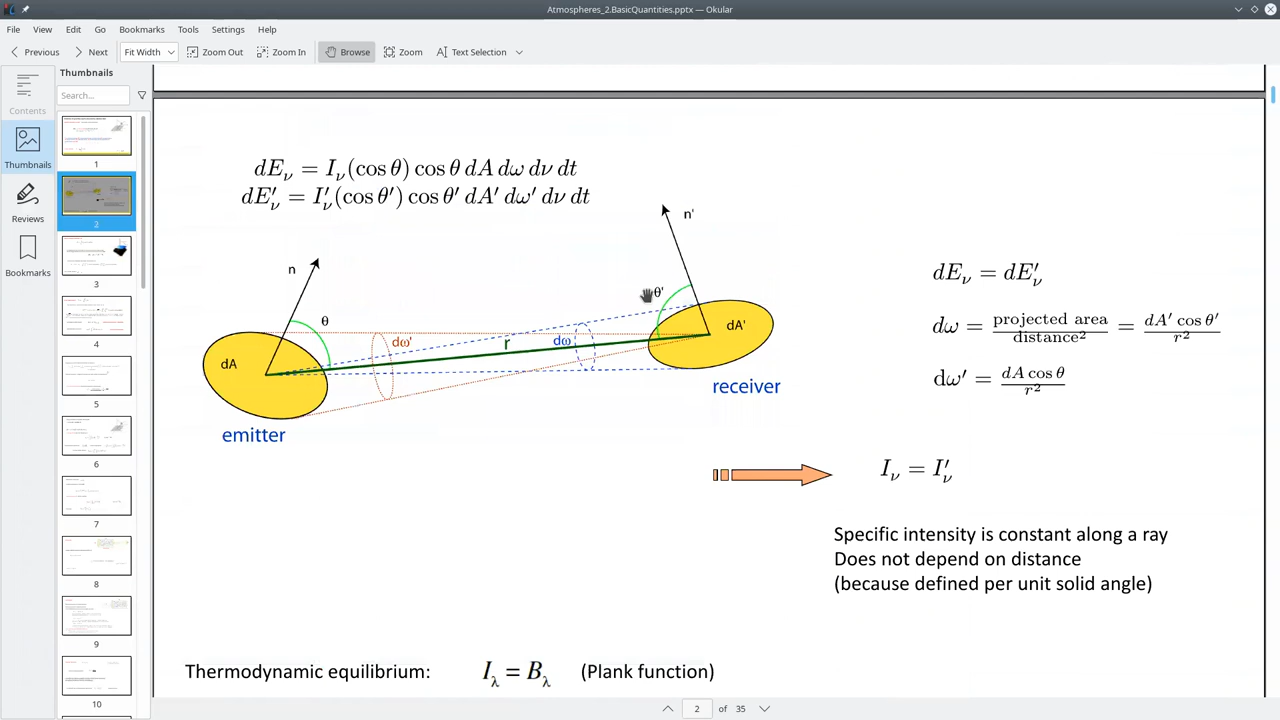 Atmospheres_2.BasicQuantities.pptx — Okular
File View Edit Go Bookmarks Tools Settings Help
Previous Next Fit Width Zoom Out Zoom In Browse Zoom Text Selection
Contents
Thumbnails
Reviews
Bookmarks
Thumbnails
Search...
1
2
3
4
5
6
7
8
9
10
dE_ν = I_ν(cos θ) cos θ dA dω dν dt
dE′_ν = I′_ν(cos θ′) cos θ′ dA′ dω′ dν dt
n
θ
dA
emitter
dω'
r
dω
n'
θ'
dA'
receiver
dE_ν = dE′_ν
dω = projected area / distance² = dA′ cos θ′ / r²
dω′ = dA cos θ / r²
I_ν = I′_ν
Specific intensity is constant along a ray
Does not depend on distance
(because defined per unit solid angle)
Thermodynamic equilibrium: I_λ = B_λ (Plank function)
2 of 35